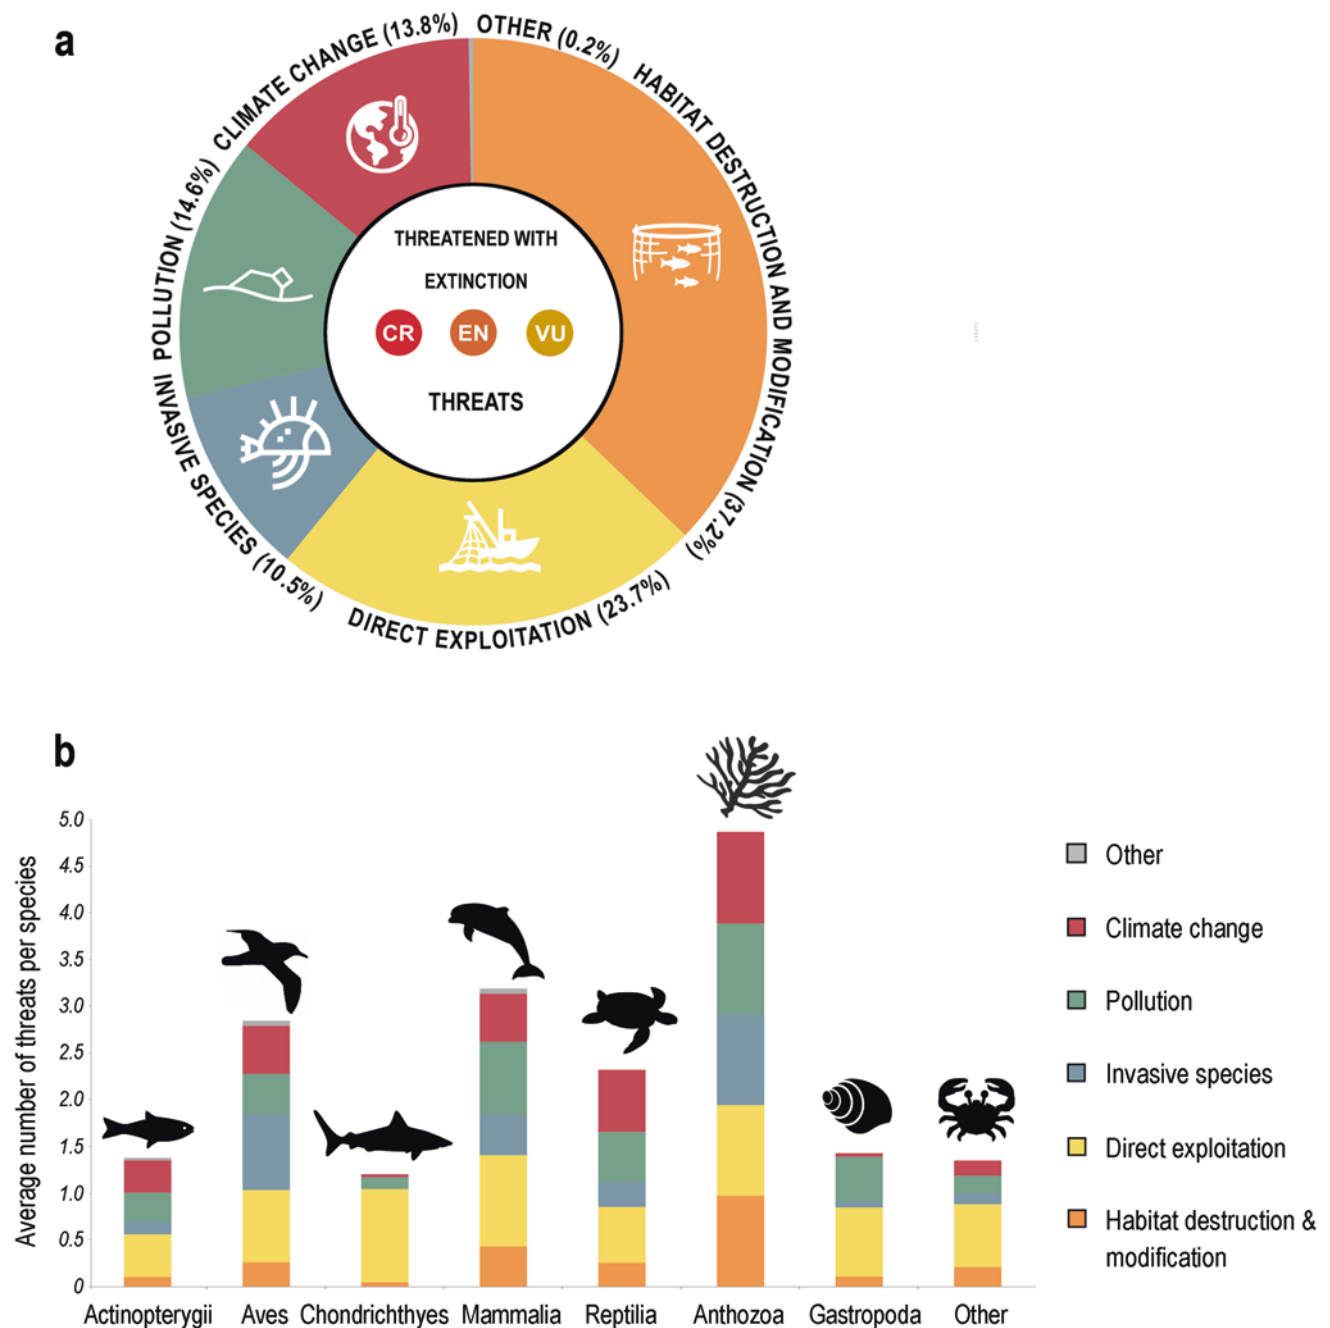 a
CLIMATE CHANGE (13.8%)
OTHER (0.2%)
HABITAT DESTRUCTION AND MODIFICATION (37.2%)
DIRECT EXPLOITATION (23.7%)
INVASIVE SPECIES (10.5%)
POLLUTION (14.6%)
THREATENED WITH
EXTINCTION
CR EN VU
THREATS
b
Average number of threats per species
5.0
4.5
4.0
3.5
3.0
2.5
2.0
1.5
1.0
0.5
0
Actinopterygii Aves Chondrichthyes Mammalia Reptilia Anthozoa Gastropoda Other
Other
Climate change
Pollution
Invasive species
Direct exploitation
Habitat destruction &
modification